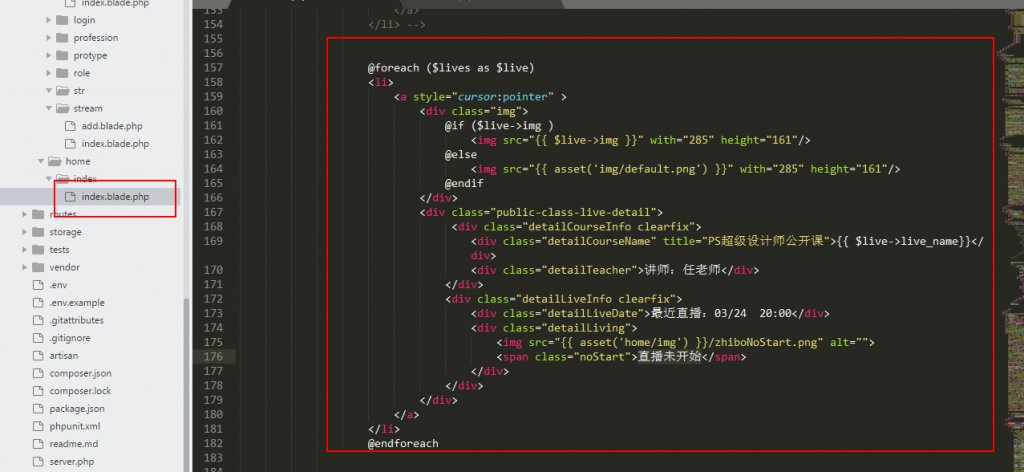 index.blade.php
login
profession
protype
role
str
stream
add.blade.php
index.blade.php
home
index
index.blade.php
routes
storage
tests
vendor
.env
.env.example
.gitattributes
.gitignore
artisan
composer.json
composer.lock
package.json
phpunit.xml
readme.md
server.php
153 </a>
154 </li> -->
155
156
157 @foreach ($lives as $live)
158 <li>
159 <a style="cursor:pointer" >
160 <div class="img">
161 @if ($live->img )
162 <img src="{{ $live->img }}" with="285" height="161"/>
163 @else
164 <img src="{{ asset('img/default.png') }}" with="285" height="161"/>
165 @endif
166 </div>
167 <div class="public-class-live-detail">
168 <div class="detailCourseInfo clearfix">
169 <div class="detailCourseName" title="PS超级设计师公开课">{{ $live->live_name}}</
div>
170 <div class="detailTeacher">讲师：任老师</div>
171 </div>
172 <div class="detailLiveInfo clearfix">
173 <div class="detailLiveDate">最近直播：03/24  20:00</div>
174 <div class="detailLiving">
175 <img src="{{ asset('home/img') }}/zhiboNoStart.png" alt="">
176 <span class="noStart">直播未开始</span>
177 </div>
178 </div>
179 </div>
180 </a>
181 </li>
182 @endforeach
183